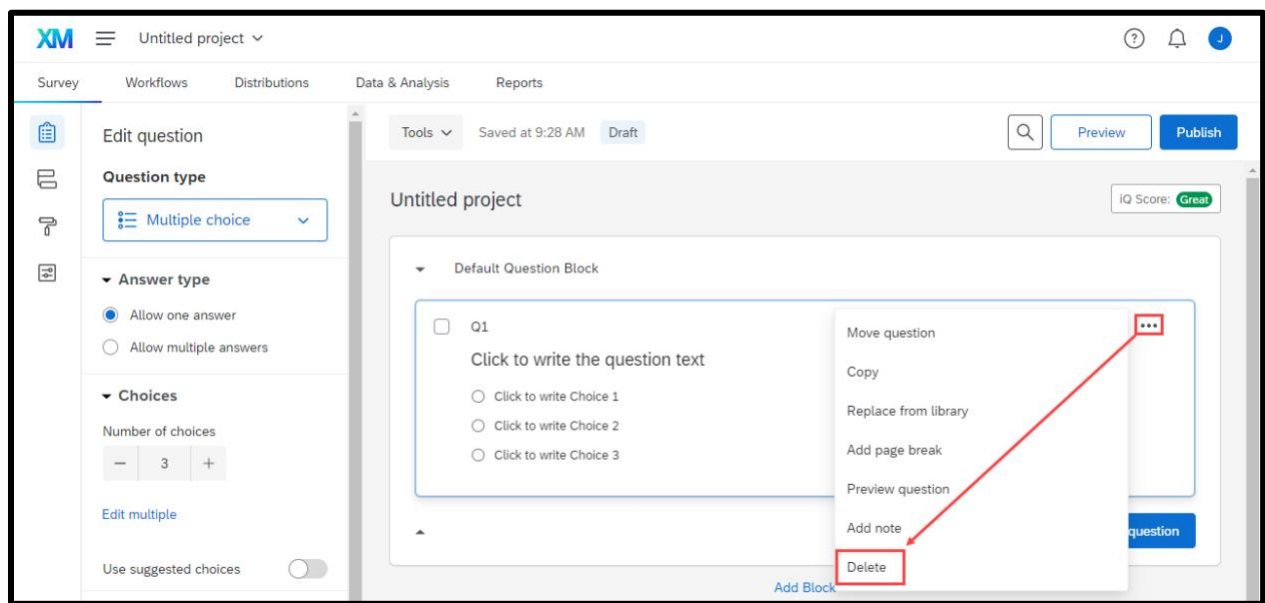 XM Untitled project ? J
Survey Workflows Distributions Data & Analysis Reports
Edit question
Question type
Multiple choice
Answer type
Allow one answer
Allow multiple answers
Choices
Number of choices
— 3 +
Edit multiple
Use suggested choices
Tools Saved at 9:28 AM Draft Preview Publish
Untitled project iQ Score: Great
Default Question Block
Q1 •••
Click to write the question text
Click to write Choice 1
Click to write Choice 2
Click to write Choice 3
Move question
Copy
Replace from library
Add page break
Preview question
Add note
Delete
question
Add Block